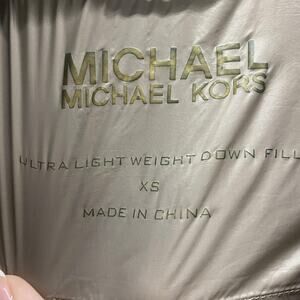 MICHAEL
MICHAEL KORS
ULTRA LIGHT WEIGHT DOWN FILL
XS
MADE IN CHINA